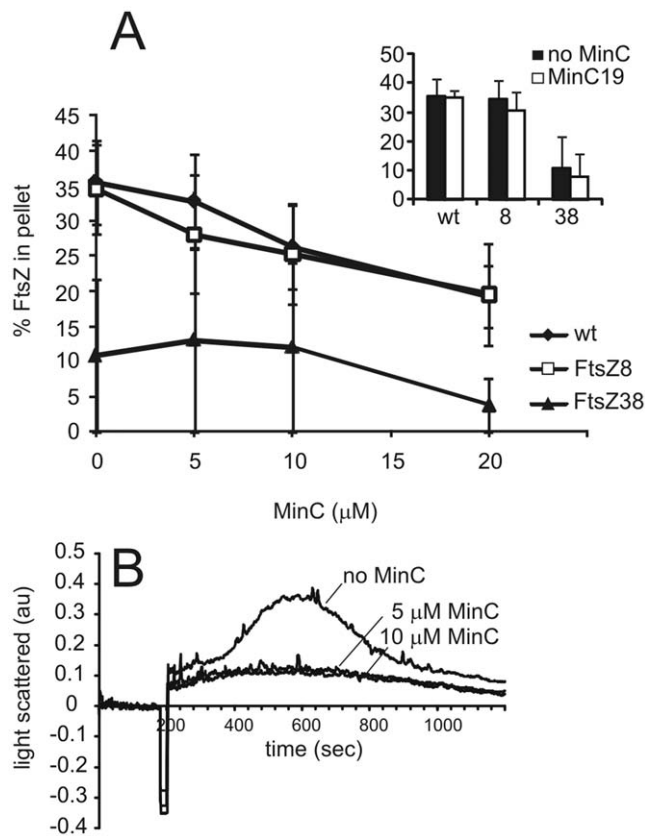 A
no MinC
MinC19
50
40
30
20
10
0
wt 8 38
45
40
35
30
25
20
15
10
5
0
% FtsZ in pellet
wt
FtsZ8
FtsZ38
0 5 10 15 20
MinC (μM)
B
0.5
0.4
0.3
0.2
0.1
0
-0.1
-0.2
-0.3
-0.4
light scattered (au)
no MinC
5 μM MinC
10 μM MinC
200 400 600 800 1000
time (sec)